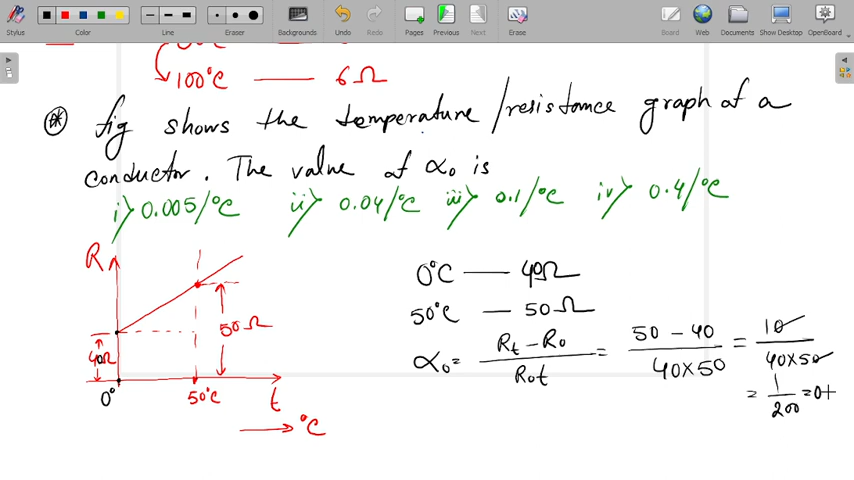 Stylus
Color
Line
Eraser
Backgrounds
Undo
Redo
Pages
Previous
Next
Erase
Board
Web
Documents
Show Desktop
OpenBoard
100°C — 6Ω
fig shows the temperature/resistance graph of a
conductor. The value of α₀ is
i) 0.005/°C ii) 0.04/°C iii) 0.1/°C iv) 0.4/°C
R
40Ω
50Ω
0°
50°C
t
°C
0°C — 40Ω
50°C — 50Ω
α₀ = (Rt - R₀)/(R₀t) = (50 - 40)/(40×50) = 10/(40×50)
= 1/200 = 0